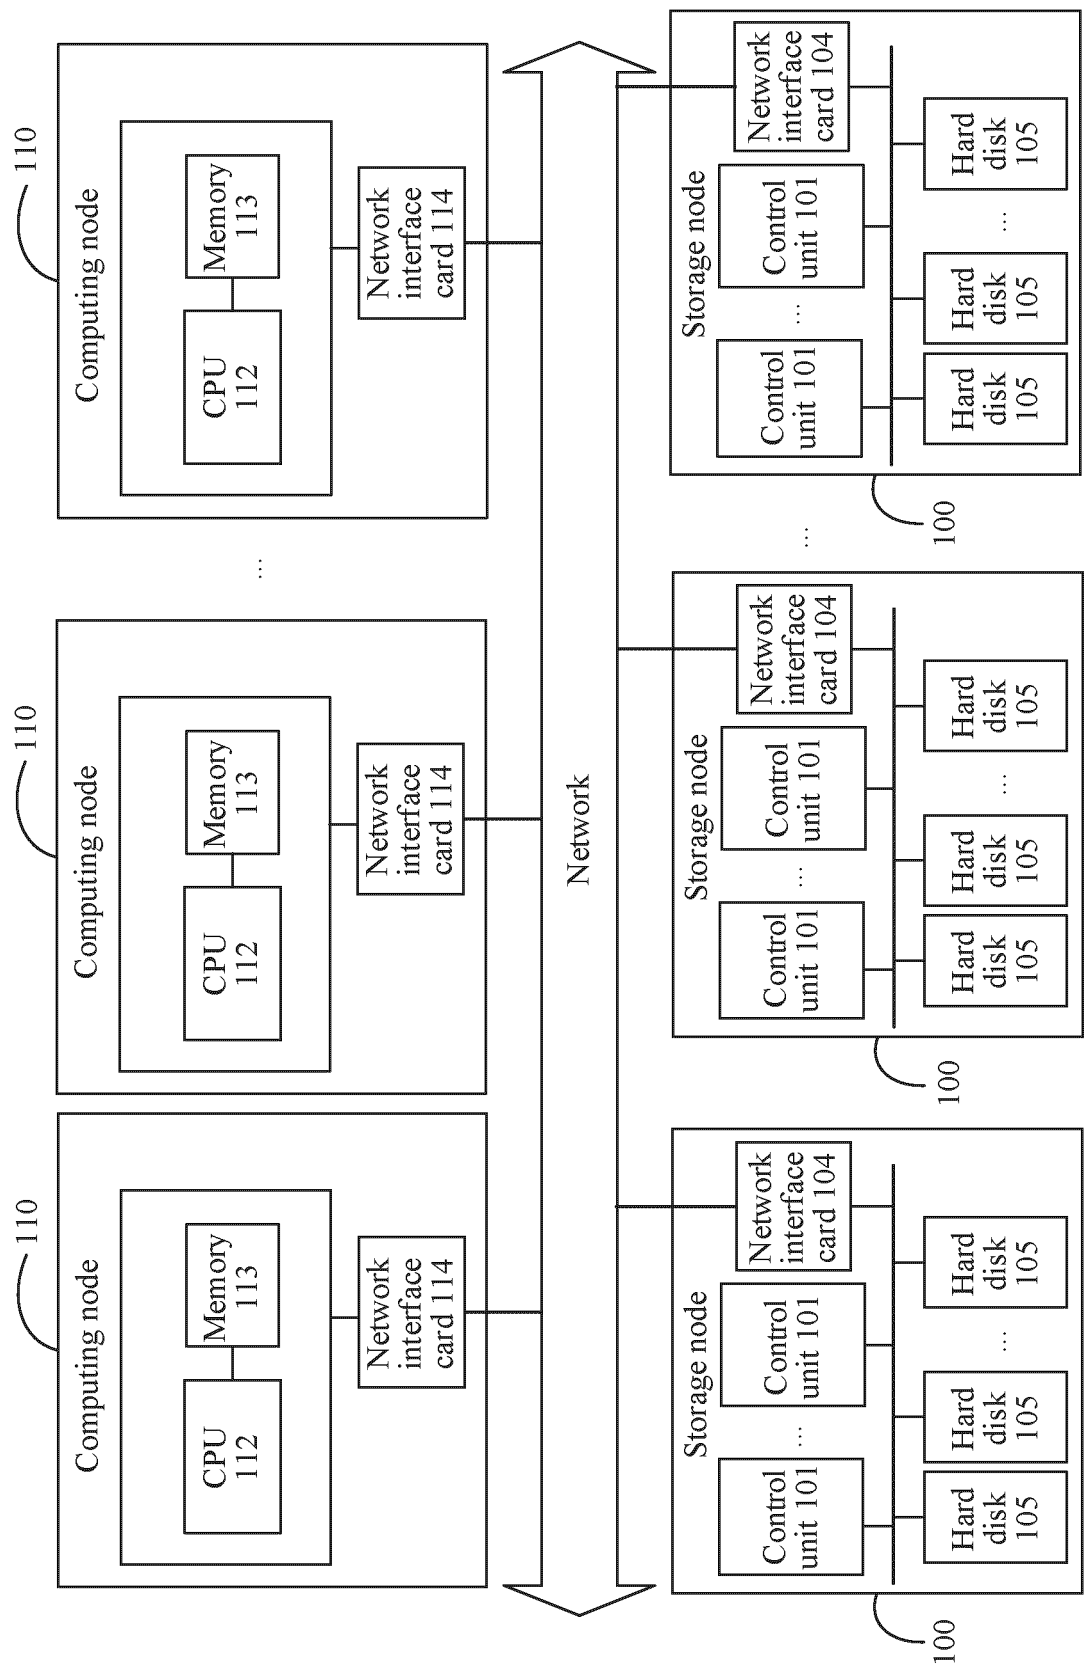 110
Computing node
CPU
112
Memory
113
Network
interface
card 114
110
Computing node
CPU
112
Memory
113
Network
interface
card 114
...
110
Computing node
CPU
112
Memory
113
Network
interface
card 114
Network
Storage node
Control
unit 101
...
Control
unit 101
Network
interface
card 104
Hard
disk
105
Hard
disk
105
...
Hard
disk
105
100
Storage node
Control
unit 101
...
Control
unit 101
Network
interface
card 104
Hard
disk
105
Hard
disk
105
...
Hard
disk
105
100
...
Storage node
Control
unit 101
...
Control
unit 101
Network
interface
card 104
Hard
disk
105
Hard
disk
105
...
Hard
disk
105
100